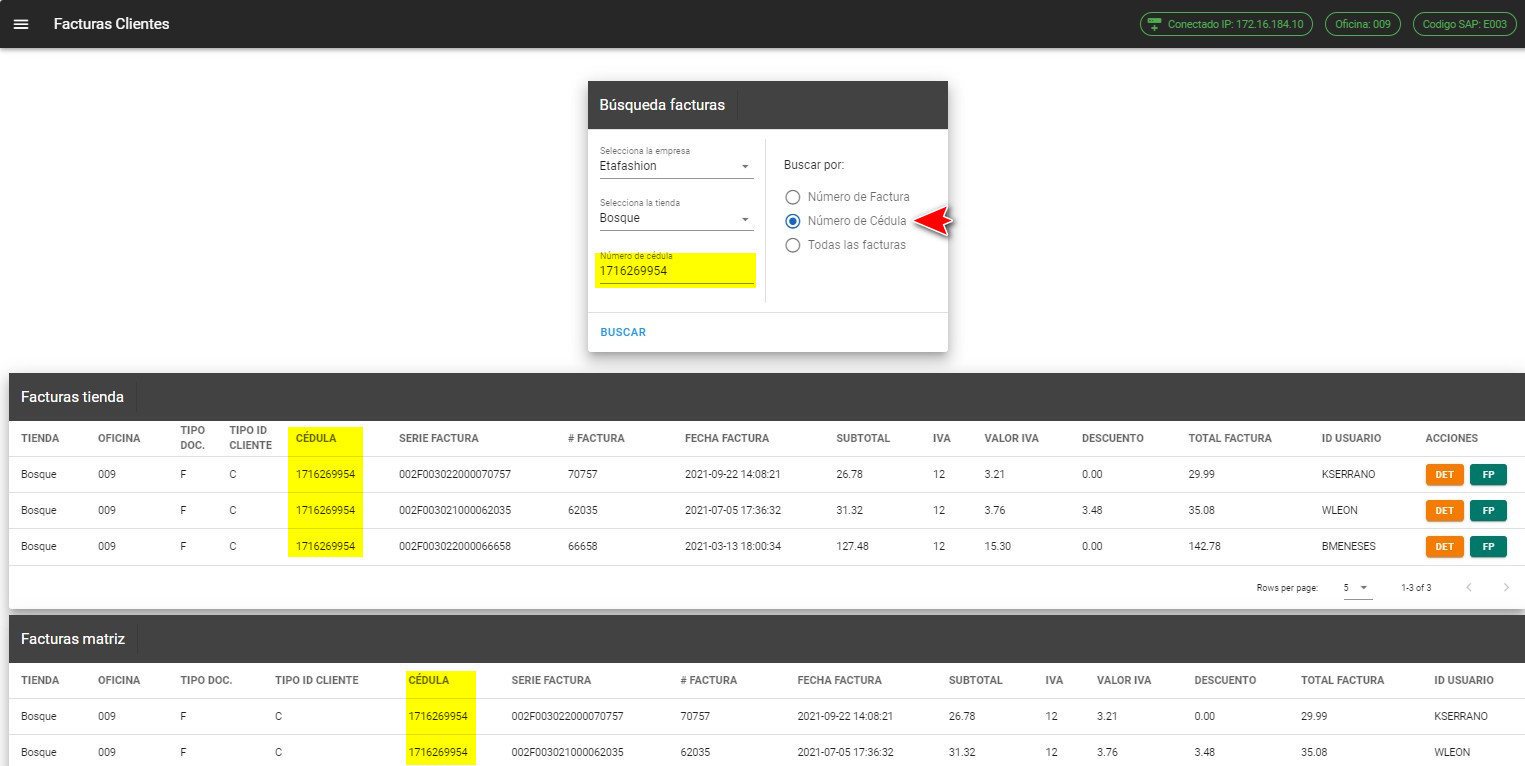 Facturas Clientes
Conectado IP: 172.16.184.10 Oficina: 009 Codigo SAP: E003
Búsqueda facturas
Selecciona la empresa
Etafashion
Selecciona la tienda
Bosque
Número de cédula
1716269954
Buscar por:
Número de Factura
Número de Cédula
Todas las facturas
BUSCAR
Facturas tienda
TIENDA OFICINA TIPO DOC. TIPO ID CLIENTE CÉDULA SERIE FACTURA # FACTURA FECHA FACTURA SUBTOTAL IVA VALOR IVA DESCUENTO TOTAL FACTURA ID USUARIO ACCIONES
Bosque 009 F C 1716269954 002F003022000070757 70757 2021-09-22 14:08:21 26.78 12 3.21 0.00 29.99 KSERRANO DET FP
Bosque 009 F C 1716269954 002F003021000062035 62035 2021-07-05 17:36:32 31.32 12 3.76 3.48 35.08 WLEON DET FP
Bosque 009 F C 1716269954 002F003022000066658 66658 2021-03-13 18:00:34 127.48 12 15.30 0.00 142.78 BMENESES DET FP
Rows per page: 5 1-3 of 3
Facturas matriz
TIENDA OFICINA TIPO DOC. TIPO ID CLIENTE CÉDULA SERIE FACTURA # FACTURA FECHA FACTURA SUBTOTAL IVA VALOR IVA DESCUENTO TOTAL FACTURA ID USUARIO
Bosque 009 F C 1716269954 002F003022000070757 70757 2021-09-22 14:08:21 26.78 12 3.21 0.00 29.99 KSERRANO
Bosque 009 F C 1716269954 002F003021000062035 62035 2021-07-05 17:36:32 31.32 12 3.76 3.48 35.08 WLEON